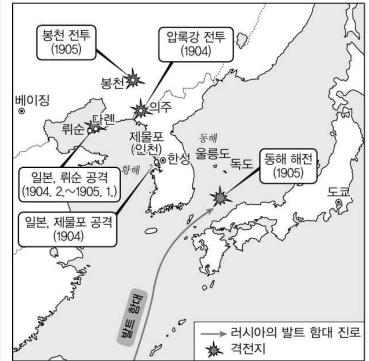 봉천 전투
(1905)
압록강 전투
(1904)
봉천
베이징
의주
다롄
뤼순
제물포
(인천)
한성
동해
울릉도
독도
동해 해전
(1905)
황해
일본, 뤼순 공격
(1904. 2.~1905. 1.)
도쿄
일본, 제물포 공격
(1904)
발트 함대
러시아의 발트 함대 진로
격전지